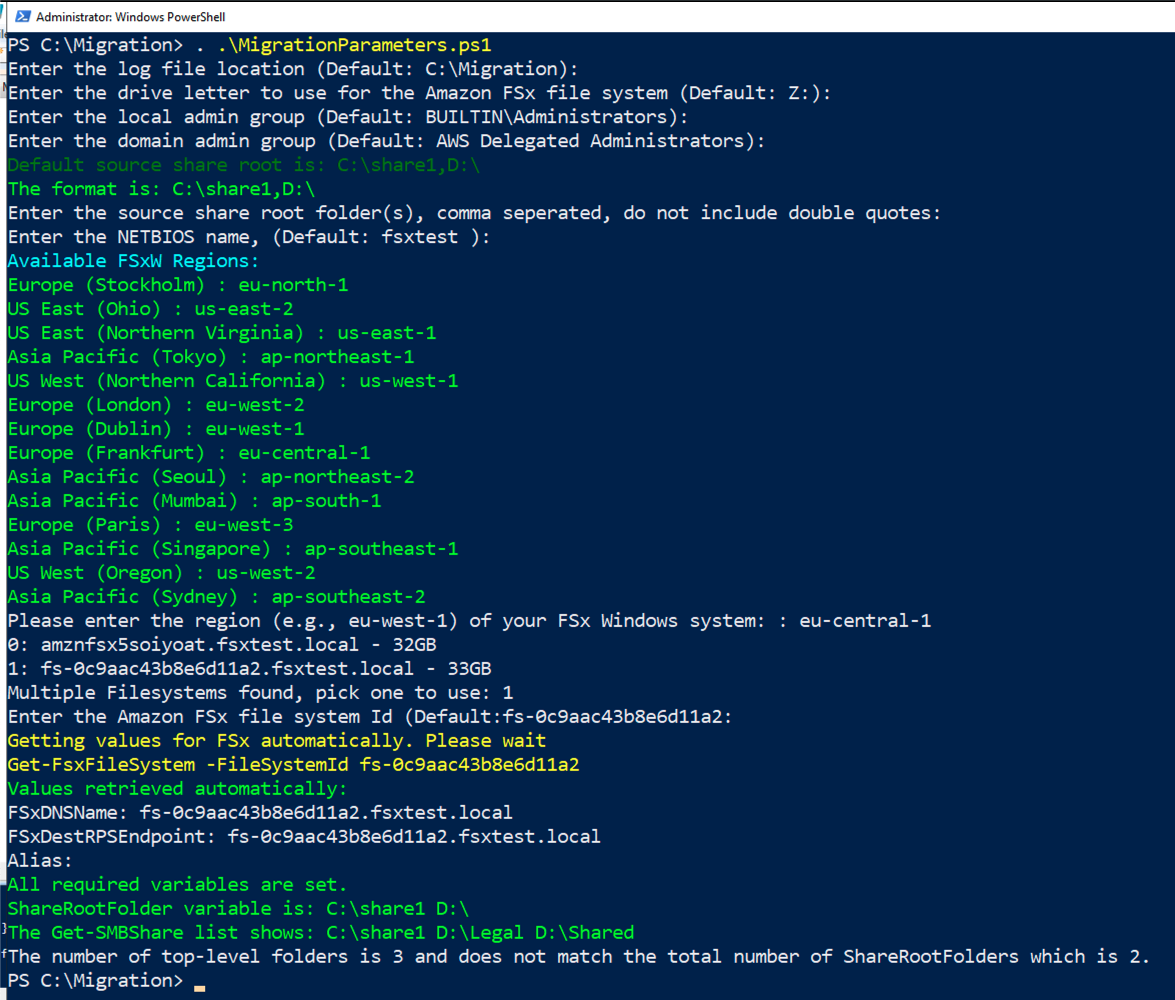 Administrator: Windows PowerShell
PS C:\Migration> . .\MigrationParameters.ps1
Enter the log file location (Default: C:\Migration):
Enter the drive letter to use for the Amazon FSx file system (Default: Z:):
Enter the local admin group (Default: BUILTIN\Administrators):
Enter the domain admin group (Default: AWS Delegated Administrators):
Default source share root is: C:\share1,D:\
The format is: C:\share1,D:\
Enter the source share root folder(s), comma seperated, do not include double quotes:
Enter the NETBIOS name, (Default: fsxtest ):
Available FSxW Regions:
Europe (Stockholm) : eu-north-1
US East (Ohio) : us-east-2
US East (Northern Virginia) : us-east-1
Asia Pacific (Tokyo) : ap-northeast-1
US West (Northern California) : us-west-1
Europe (London) : eu-west-2
Europe (Dublin) : eu-west-1
Europe (Frankfurt) : eu-central-1
Asia Pacific (Seoul) : ap-northeast-2
Asia Pacific (Mumbai) : ap-south-1
Europe (Paris) : eu-west-3
Asia Pacific (Singapore) : ap-southeast-1
US West (Oregon) : us-west-2
Asia Pacific (Sydney) : ap-southeast-2
Please enter the region (e.g., eu-west-1) of your FSx Windows system: : eu-central-1
0: amznfsx5soiyoat.fsxtest.local - 32GB
1: fs-0c9aac43b8e6d11a2.fsxtest.local - 33GB
Multiple Filesystems found, pick one to use: 1
Enter the Amazon FSx file system Id (Default:fs-0c9aac43b8e6d11a2:
Getting values for FSx automatically. Please wait
Get-FsxFileSystem -FileSystemId fs-0c9aac43b8e6d11a2
Values retrieved automatically:
FSxDNSName: fs-0c9aac43b8e6d11a2.fsxtest.local
FSxDestRPSEndpoint: fs-0c9aac43b8e6d11a2.fsxtest.local
Alias:
All required variables are set.
ShareRootFolder variable is: C:\share1 D:\
The Get-SMBShare list shows: C:\share1 D:\Legal D:\Shared
The number of top-level folders is 3 and does not match the total number of ShareRootFolders which is 2.
PS C:\Migration>